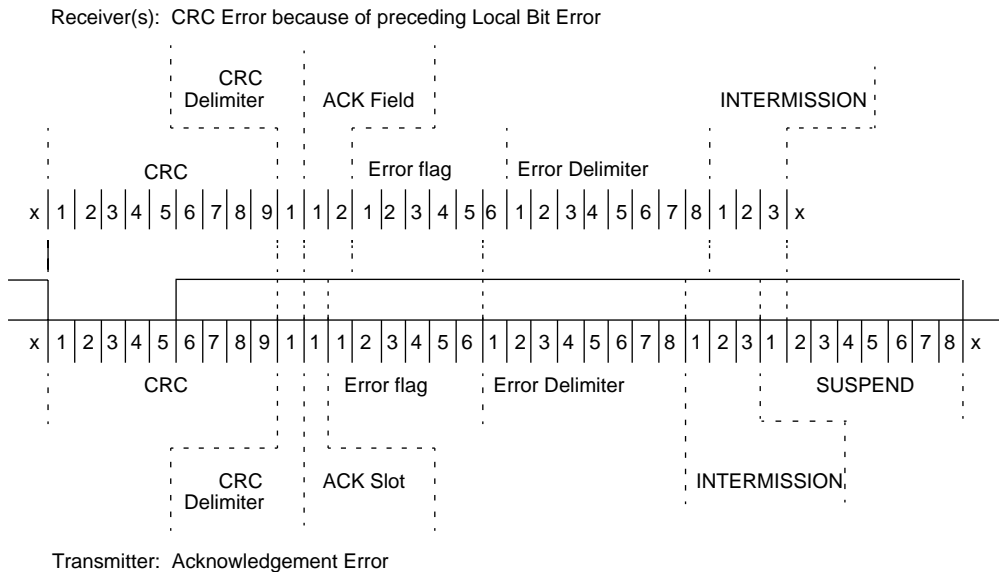 Receiver(s): CRC Error because of preceding Local Bit Error
CRC
Delimiter
ACK Field
INTERMISSION
CRC
Error flag
Error Delimiter
x 1 2 3 4 5 6 7 8 9 1 1 2 1 2 3 4 5 6 1 2 3 4 5 6 7 8 1 2 3 x
x 1 2 3 4 5 6 7 8 9 1 1 1 2 3 4 5 6 1 2 3 4 5 6 7 8 1 2 3 1 2 3 4 5 6 7 8 x
CRC
Error flag
Error Delimiter
SUSPEND
CRC
Delimiter
ACK Slot
INTERMISSION
Transmitter: Acknowledgement Error